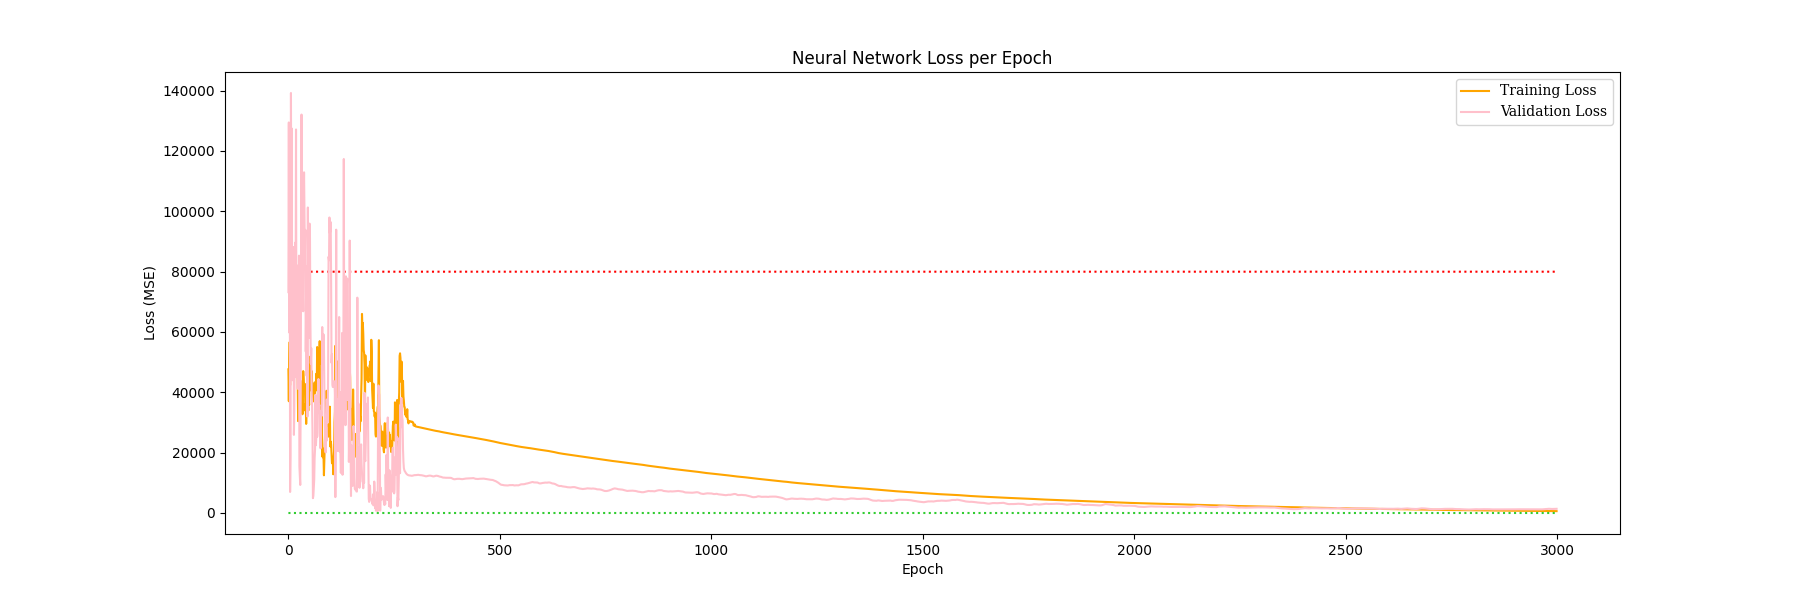 Neural Network Loss per Epoch
Training Loss
Validation Loss
140000
120000
100000
80000
60000
40000
20000
0
Loss (MSE)
0 500 1000 1500 2000 2500 3000
Epoch